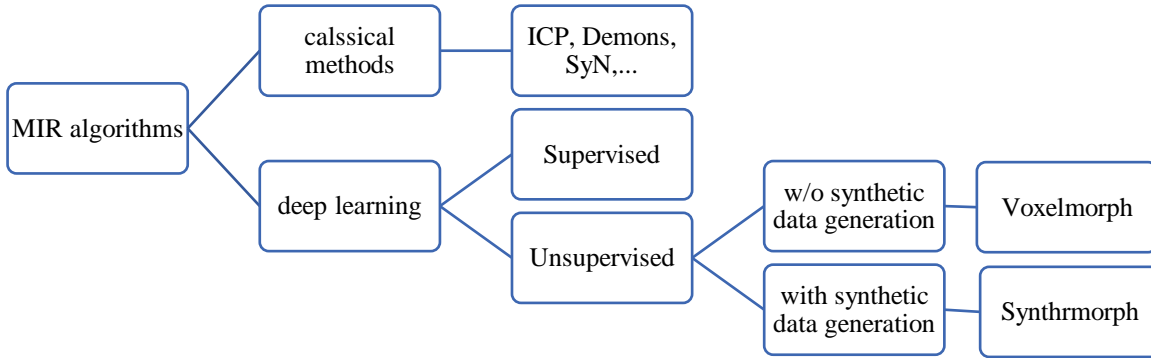 MIR algorithms
calssical
methods
ICP, Demons,
SyN,...
deep learning
Supervised
Unsupervised
w/o synthetic
data generation
Voxelmorph
with synthetic
data generation
Synthrmorph